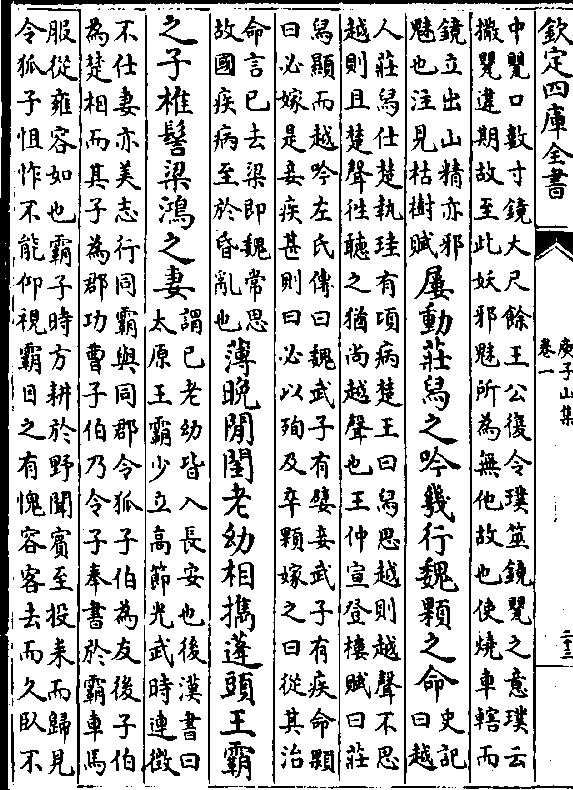 欽定四庫全書
庾子山集
卷一
二十三
中甖口數寸鏡大尺餘王公復令璞筮鏡甖之意璞云
撒甖違期故至此妖邪魅所為無他故也使燒車轄而
鏡立出山精亦邪
魅也注見枯樹賦
屢動莊舄之吟幾行魏顆之命
史記
曰越
人莊舄仕楚執珪有項病楚王曰舄思越則越聲不思
越則且楚聲徃聽之猶尚越聲也王仲宣登樓賦曰莊
舄顯而越吟左氏傳曰魏武子有嬖妾武子有疾命顆
曰必嫁是妾疾甚則曰必以殉及卒顆嫁之曰從其治
命言已去梁即魏常思
故國疾病至於昏亂也
薄晚閒閨老幼相擕蓬頭王霸
之子椎髻梁鴻之妻
謂已老幼皆入長安也後漢書曰
太原王霸少立高節光武時連徵
不仕妻亦美志行同霸與同郡令狐子伯為友後子伯
為楚相而其子為郡功曹子伯乃令子奉書於霸車馬
服從雍容如也霸子時方耕於野聞賓至投耒而歸見
令狐子怚怍不能仰視霸目之有愧容客去而久卧不